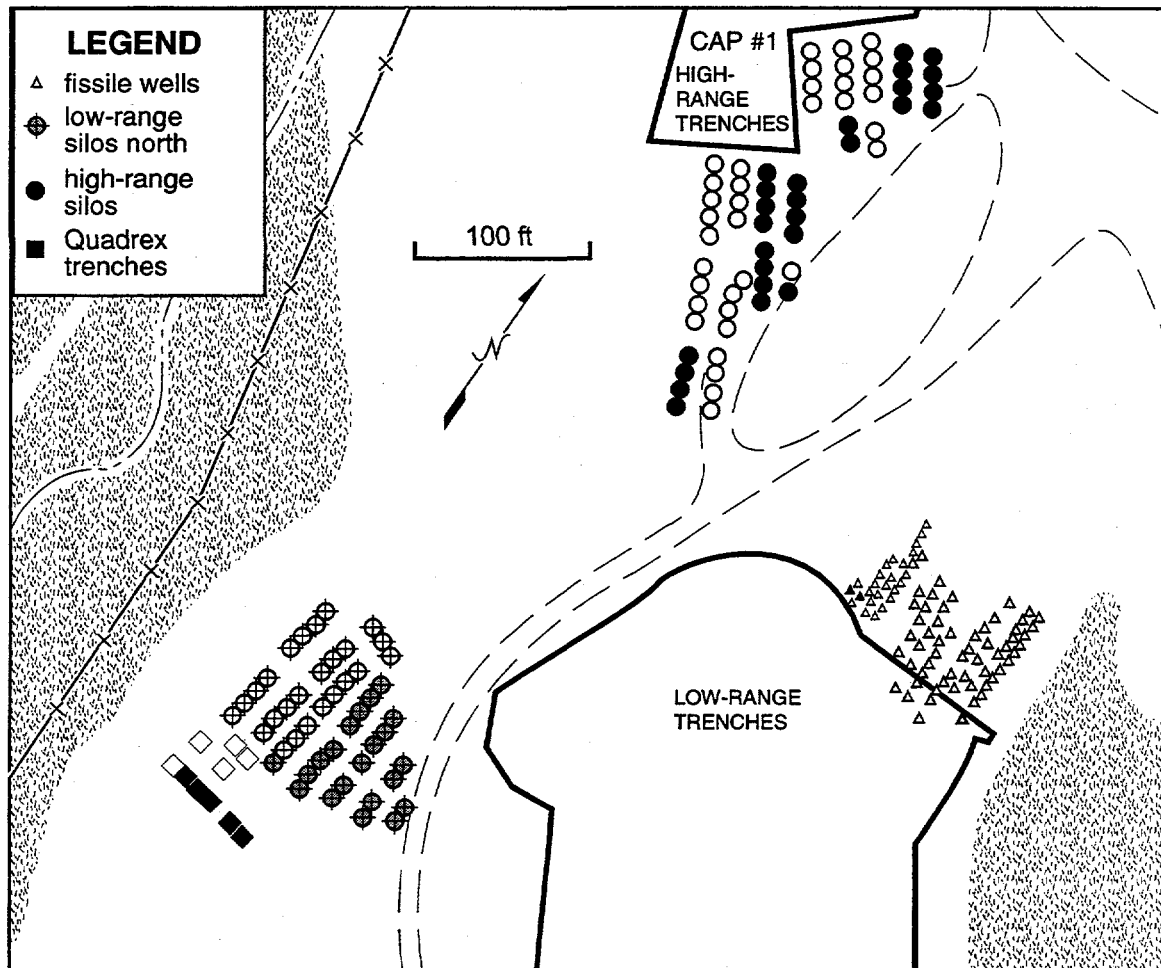 LEGEND
fissile wells
low-range
silos north
high-range
silos
Quadrex
trenches
CAP #1
HIGH-
RANGE
TRENCHES
100 ft
N
LOW-RANGE
TRENCHES